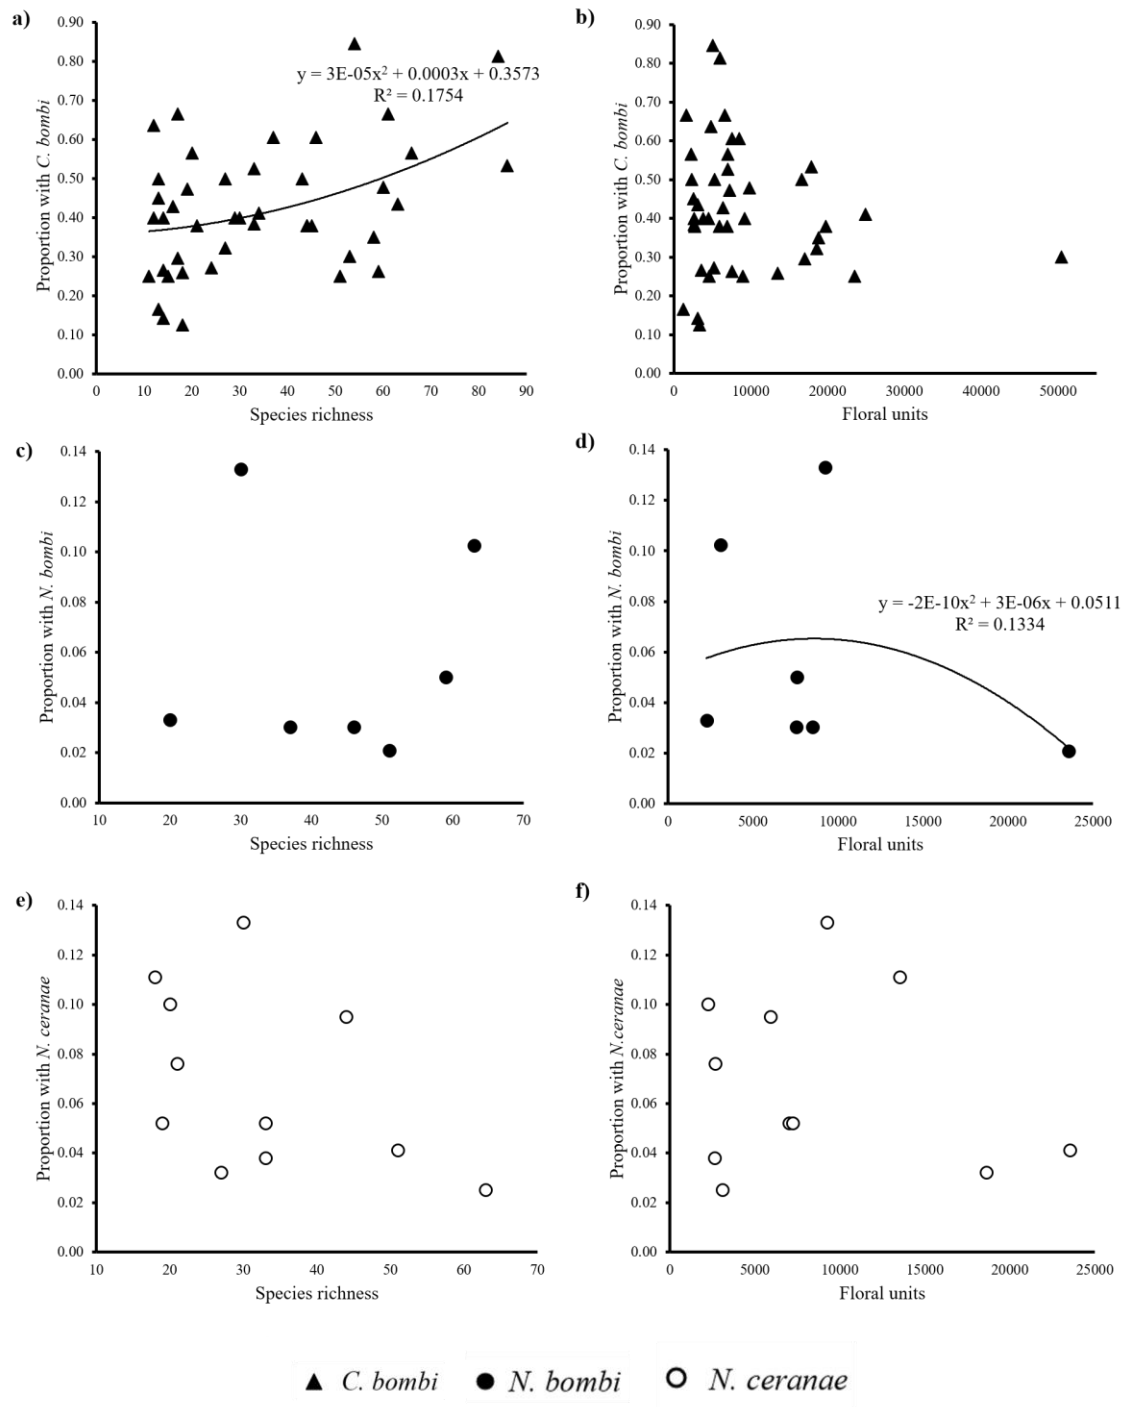 a)
0.90
0.80
0.70
0.60
0.50
0.40
0.30
0.20
0.10
0.00
Proportion with C. bombi
y = 3E-05x² + 0.0003x + 0.3573
R² = 0.1754
0 10 20 30 40 50 60 70 80 90
Species richness
b)
0.90
0.80
0.70
0.60
0.50
0.40
0.30
0.20
0.10
0.00
Proportion with C. bombi
0 10000 20000 30000 40000 50000
Floral units
c)
0.14
0.12
0.10
0.08
0.06
0.04
0.02
0.00
Proportion with N. bombi
10 20 30 40 50 60 70
Species richness
d)
0.14
0.12
0.10
0.08
0.06
0.04
0.02
0.00
Proportion with N. bombi
y = -2E-10x² + 3E-06x + 0.0511
R² = 0.1334
0 5000 10000 15000 20000 25000
Floral units
e)
0.14
0.12
0.10
0.08
0.06
0.04
0.02
0.00
Proportion with N. ceranae
10 20 30 40 50 60 70
Species richness
f)
0.14
0.12
0.10
0.08
0.06
0.04
0.02
0.00
Proportion with N.ceranae
0 5000 10000 15000 20000 25000
Floral units
C. bombi N. bombi N. ceranae